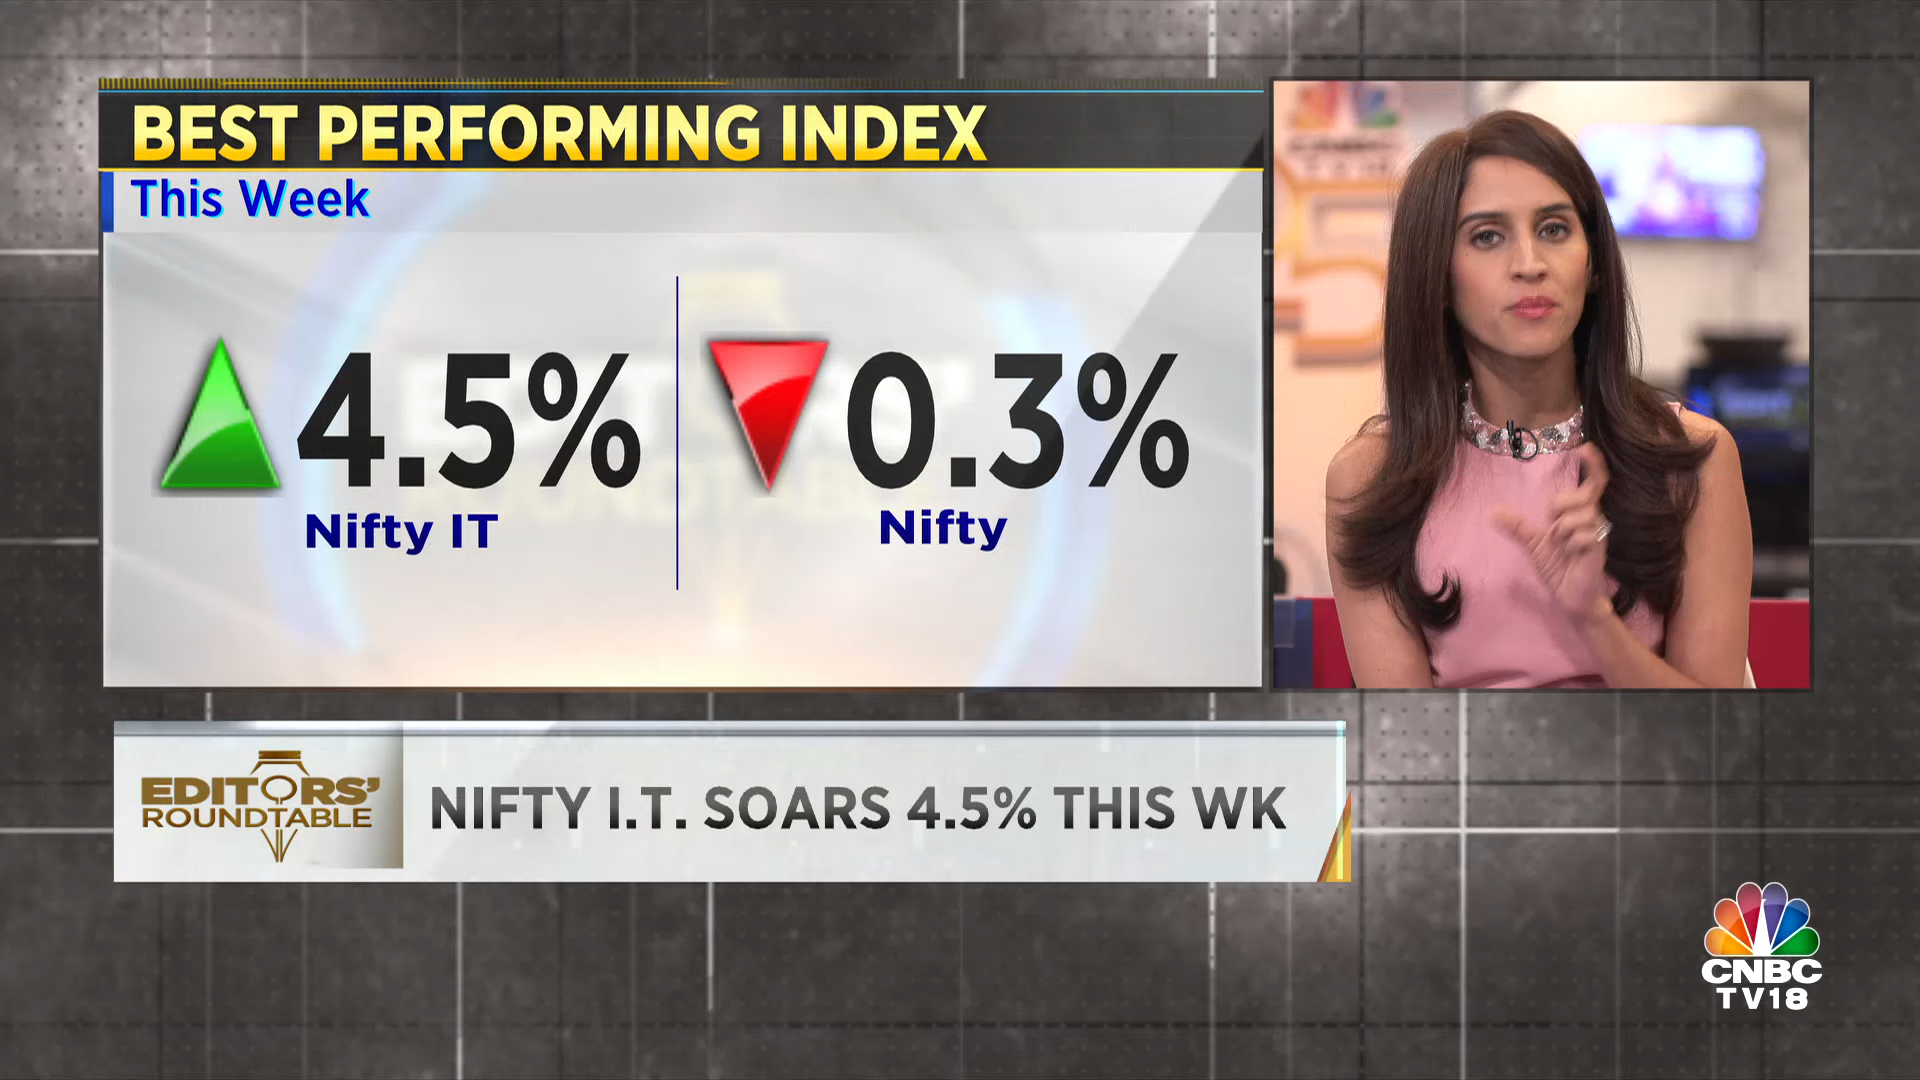 BEST PERFORMING INDEX
This Week
4.5%
Nifty IT
0.3%
Nifty
EDITORS'
ROUNDTABLE
NIFTY I.T. SOARS 4.5% THIS WK
CNBC
TV18